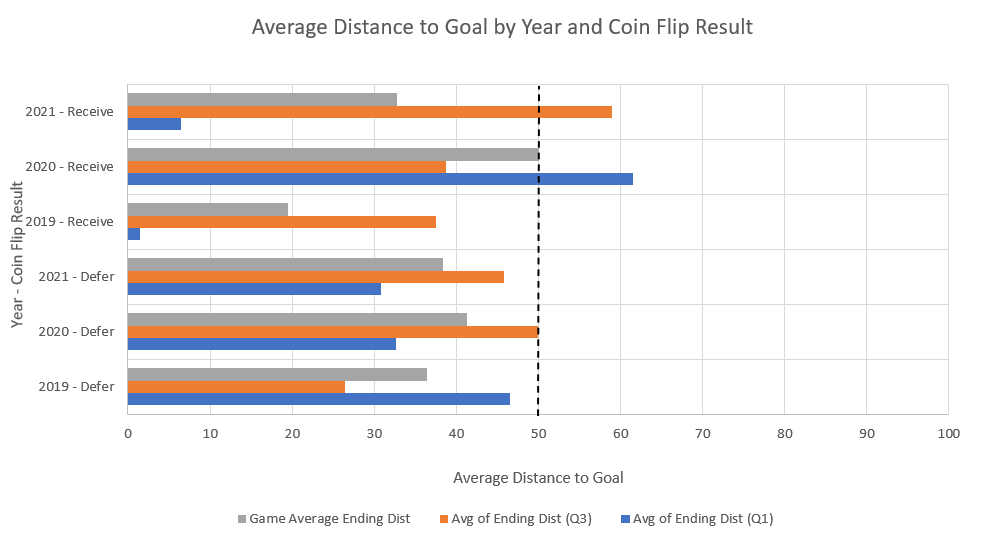 Average Distance to Goal by Year and Coin Flip Result
Year - Coin Flip Result
2021 - Receive
2020 - Receive
2019 - Receive
2021 - Defer
2020 - Defer
2019 - Defer
0 10 20 30 40 50 60 70 80 90 100
Average Distance to Goal
Game Average Ending Dist Avg of Ending Dist (Q3) Avg of Ending Dist (Q1)